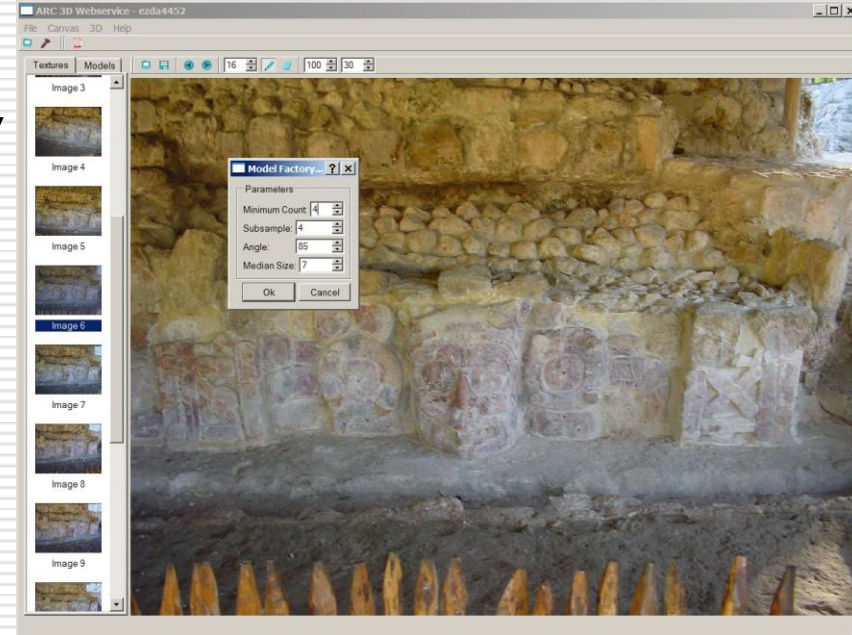 ARC 3D Webservice - ezda4452
File Canvas 3D Help
Textures Models
16 100 30
Image 3
Image 4
Image 5
Image 6
Image 7
Image 8
Image 9
Model Factory...
Parameters
Minimum Count: 4
Subsample: 4
Angle: 85
Median Size: 7
Ok Cancel